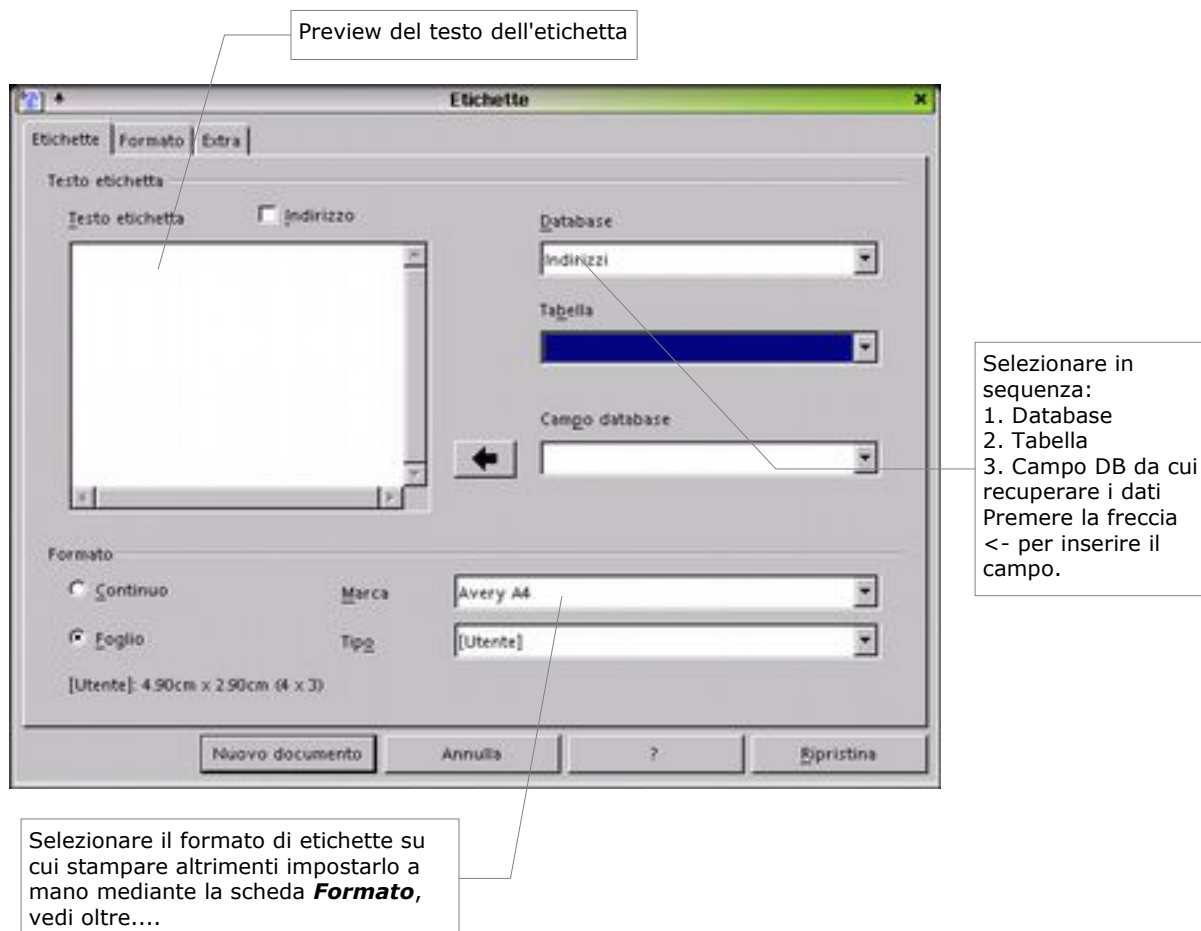 Preview del testo dell'etichetta
Etichette
Etichette Formato Extra
Testo etichetta
Testo etichetta Indirizzo
Database
Indirizzi
Tabella
Campo database
Selezionare in
sequenza:
1. Database
2. Tabella
3. Campo DB da cui
recuperare i dati
Premere la freccia
<- per inserire il
campo.
Formato
Continuo Marca Avery A4
Foglio Tipo [Utente]
[Utente]: 4.90cm x 2.90cm (4 x 3)
Nuovo documento Annulla ? Ripristina
Selezionare il formato di etichette su
cui stampare altrimenti impostarlo a
mano mediante la scheda Formato,
vedi oltre....